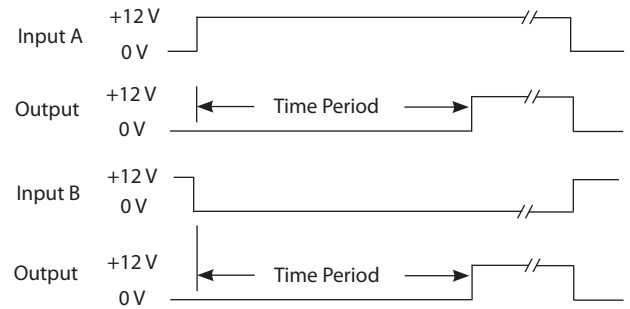 +12 V
Input A
0 V
+12 V
Output
Time Period
0 V
+12 V
Input B
0 V
+12 V
Output
Time Period
0 V